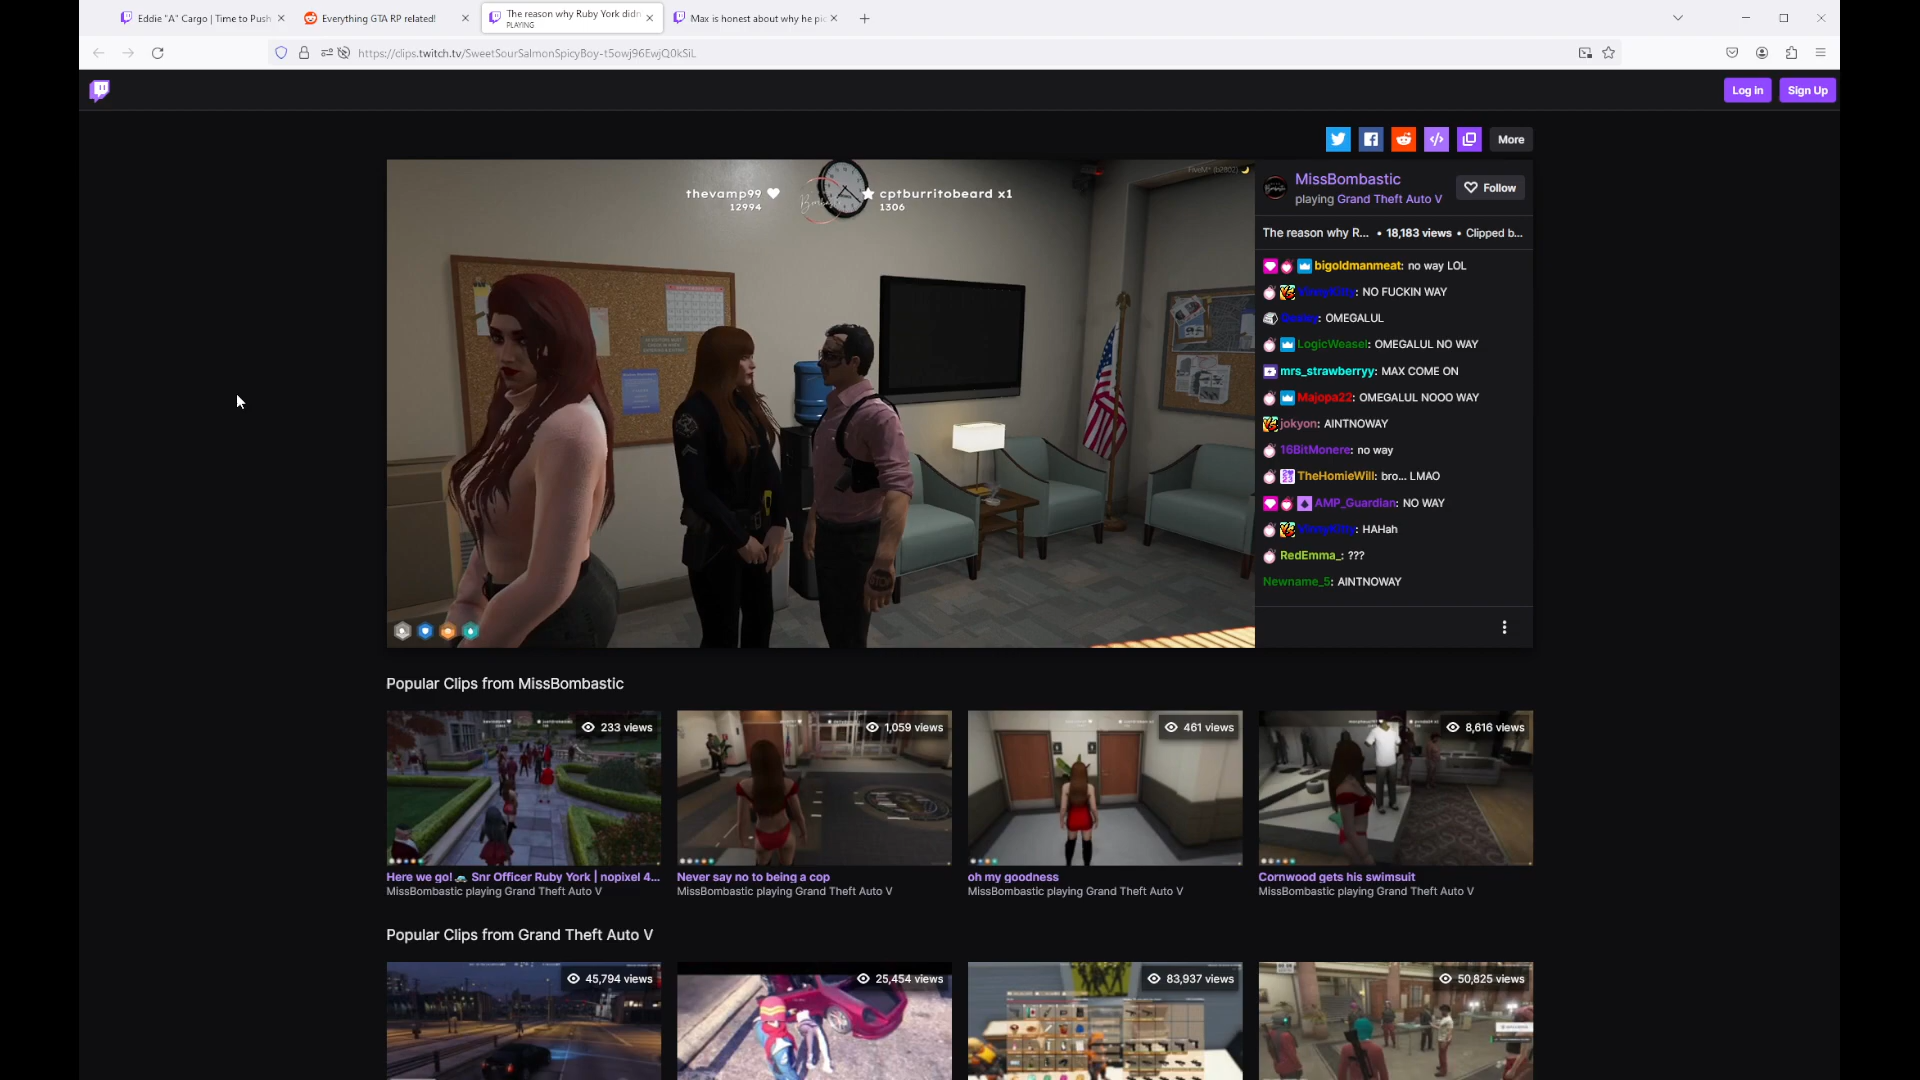 Eddie "A" Cargo | Time to Push
Everything GTA RP related!
The reason why Ruby York didn
PLAYING
Max is honest about why he pic
https://clips.twitch.tv/SweetSourSalmonSpicyBoy-t5owj96EwjQ0kSiL
Log in
Sign Up
More
thevamp99
12994
cptburritobeard x1
1306
MissBombastic
playing Grand Theft Auto V
Follow
The reason why R... • 18,183 views • Clipped b...
bigoldmanmeat: no way LOL
: NO FUCKIN WAY
: OMEGALUL
LogicWeasel: OMEGALUL NO WAY
mrs_strawberryy: MAX COME ON
Majopa22: OMEGALUL NOOO WAY
jokyon: AINTNOWAY
16BitMonere: no way
TheHomieWill: bro... LMAO
AMP_Guardian: NO WAY
: HAHah
RedEmma_: ???
Newname_5: AINTNOWAY
Popular Clips from MissBombastic
233 views
1,059 views
461 views
8,616 views
Here we go! Snr Officer Ruby York | nopixel 4...
MissBombastic playing Grand Theft Auto V
Never say no to being a cop
MissBombastic playing Grand Theft Auto V
oh my goodness
MissBombastic playing Grand Theft Auto V
Cornwood gets his swimsuit
MissBombastic playing Grand Theft Auto V
Popular Clips from Grand Theft Auto V
45,794 views
25,454 views
83,937 views
50,825 views